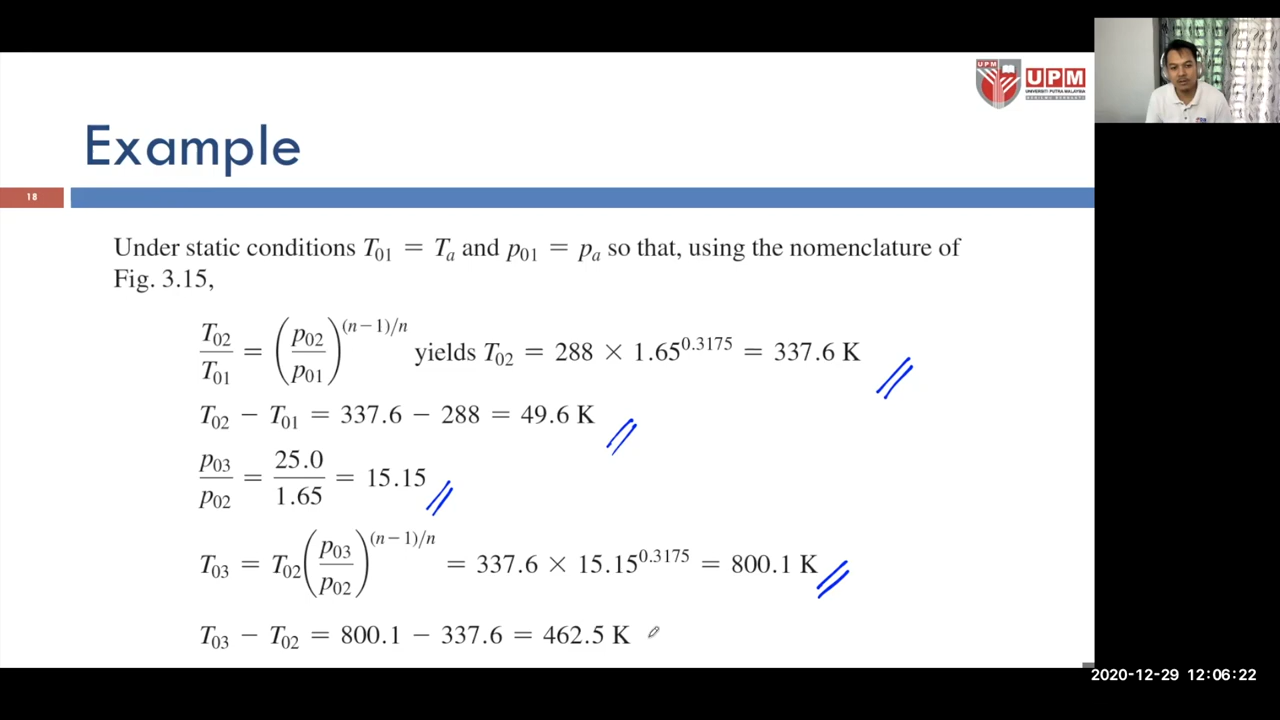 UPM
UPM
UNIVERSITI PUTRA MALAYSIA
Example
18
Under static conditions T₀₁ = Tₐ and p₀₁ = pₐ so that, using the nomenclature of
Fig. 3.15,
T₀₂/T₀₁ = (p₀₂/p₀₁)^(n−1)/n yields T₀₂ = 288 × 1.65^0.3175 = 337.6 K
T₀₂ − T₀₁ = 337.6 − 288 = 49.6 K
p₀₃/p₀₂ = 25.0/1.65 = 15.15
T₀₃ = T₀₂(p₀₃/p₀₂)^(n−1)/n = 337.6 × 15.15^0.3175 = 800.1 K
T₀₃ − T₀₂ = 800.1 − 337.6 = 462.5 K
2020-12-29 12:06:22